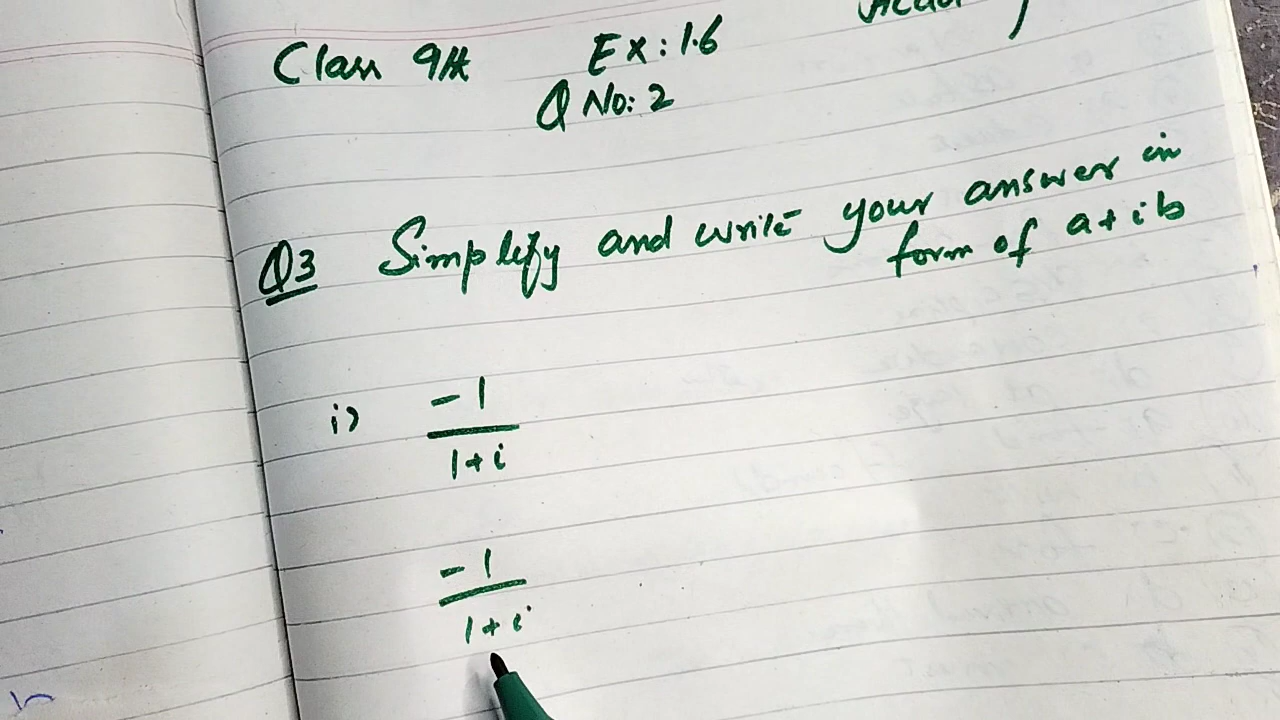 Class 9th Ex: 1.6
Q No: 2
Q3 Simplify and write your answer in
form of a+ib
i) -1
1+i
-1
1+i